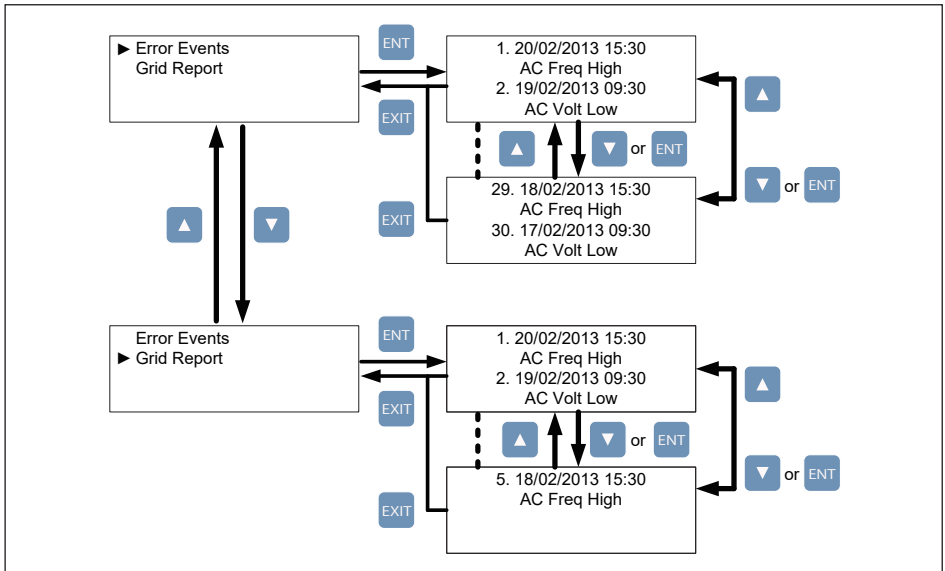 ► Error Events
Grid Report
ENT
EXIT
1. 20/02/2013 15:30
AC Freq High
2. 19/02/2013 09:30
AC Volt Low
▲
▼ or ENT
▲
▼ or ENT
29. 18/02/2013 15:30
AC Freq High
30. 17/02/2013 09:30
AC Volt Low
EXIT
▲
▼
Error Events
► Grid Report
ENT
EXIT
1. 20/02/2013 15:30
AC Freq High
2. 19/02/2013 09:30
AC Volt Low
▲
▼ or ENT
▲
▼ or ENT
5. 18/02/2013 15:30
AC Freq High
EXIT